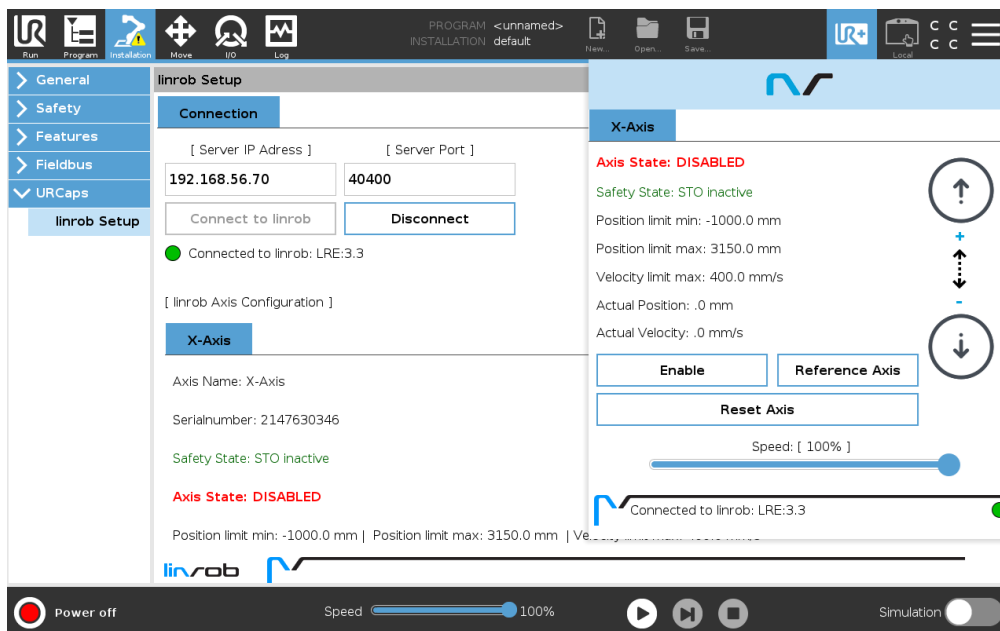 PROGRAM <unnamed>
INSTALLATION default
Run Program Installation Move I/O Log New... Open... Save... UR+ Local C C
C C
General
Safety
Features
Fieldbus
URCaps
linrob Setup
linrob Setup
Connection
[ Server IP Adress ] [ Server Port ]
192.168.56.70 40400
Connect to linrob Disconnect
Connected to linrob: LRE:3.3
[ linrob Axis Configuration ]
X-Axis
Axis Name: X-Axis
Serialnumber: 2147630346
Safety State: STO inactive
Axis State: DISABLED
Position limit min: -1000.0 mm | Position limit max: 3150.0 mm |
linrob
X-Axis
Axis State: DISABLED
Safety State: STO inactive
Position limit min: -1000.0 mm
Position limit max: 3150.0 mm
Velocity limit max: 400.0 mm/s
Actual Position: .0 mm
Actual Velocity: .0 mm/s
+
-
Enable Reference Axis
Reset Axis
Speed: [ 100% ]
Connected to linrob: LRE:3.3
Power off Speed 100% Simulation